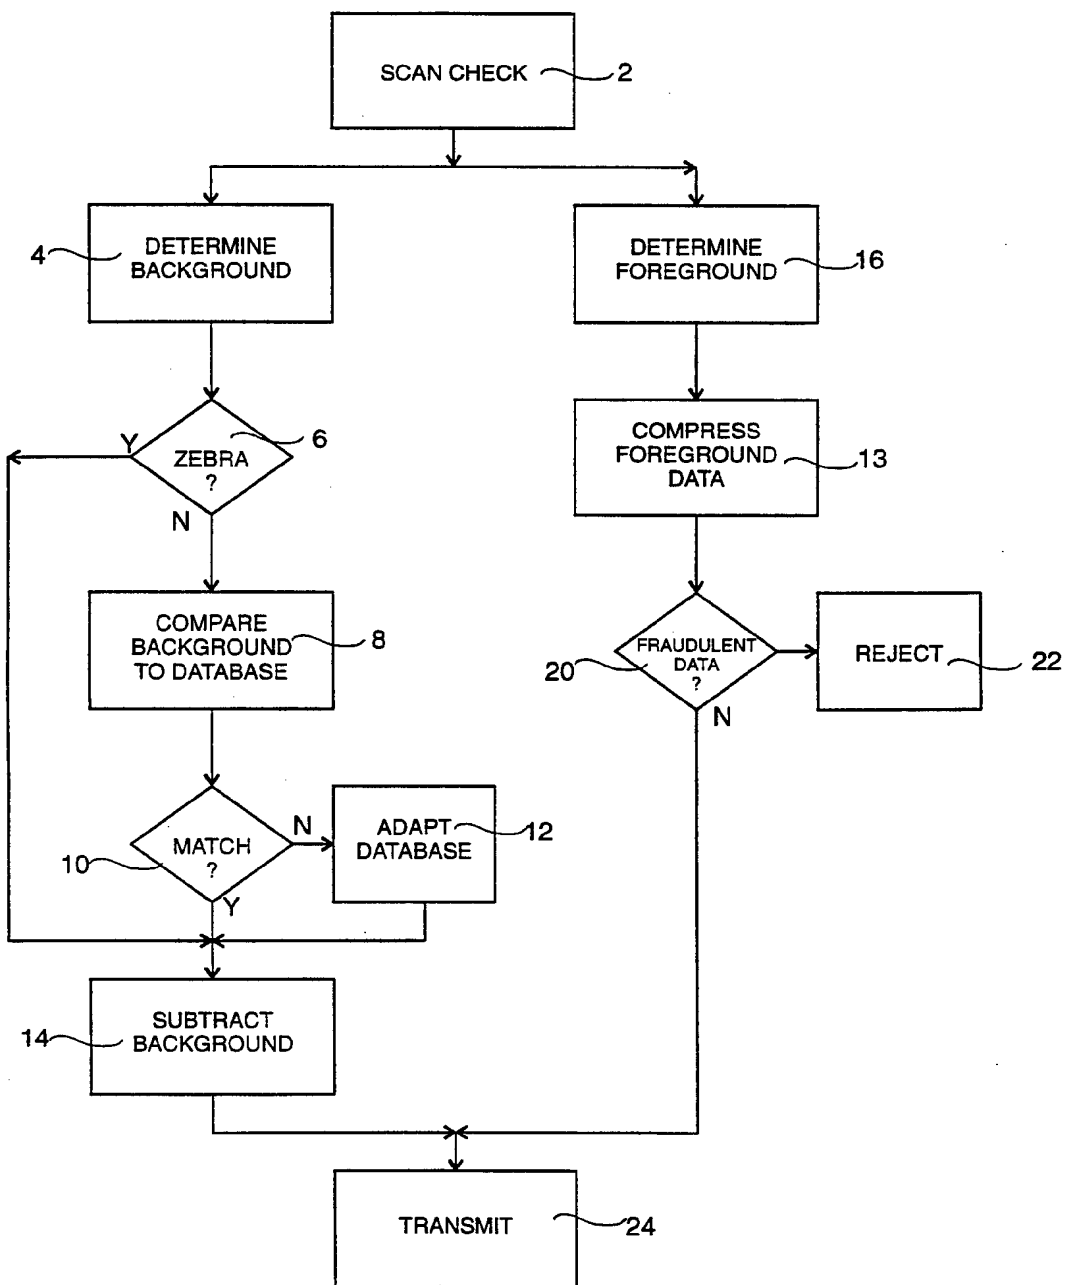 SCAN CHECK
2
DETERMINE
BACKGROUND
4
DETERMINE
FOREGROUND
16
Y
ZEBRA
?
6
N
COMPRESS
FOREGROUND
DATA
13
COMPARE
BACKGROUND
TO DATABASE
8
FRAUDULENT
DATA
?
20
N
REJECT
22
MATCH
?
10
N
Y
ADAPT
DATABASE
12
SUBTRACT
BACKGROUND
14
TRANSMIT
24